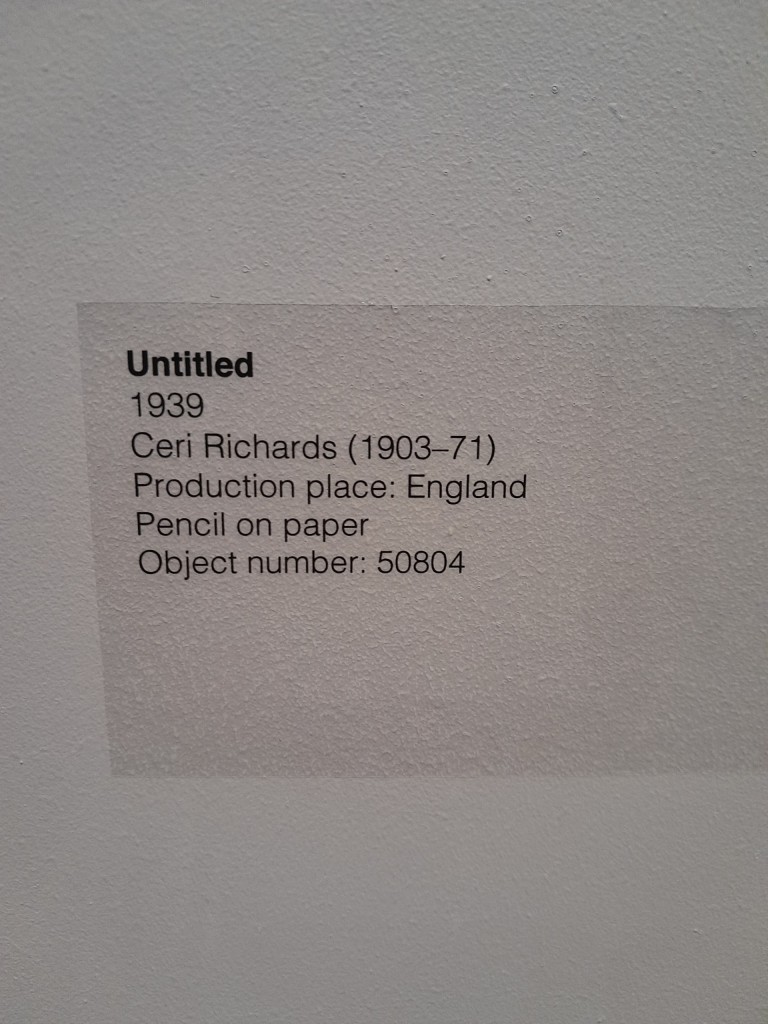 Untitled
1939
Ceri Richards (1903–71)
Production place: England
Pencil on paper
Object number: 50804